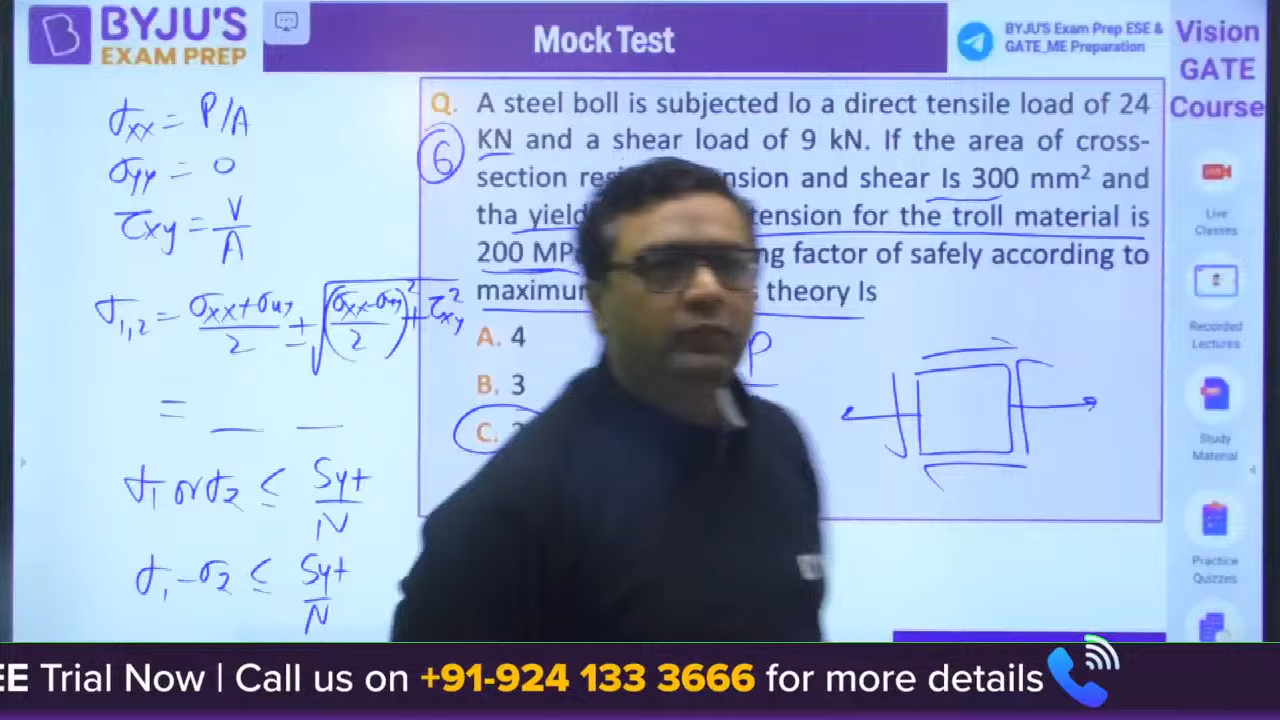 BYJU'S
EXAM PREP
Mock Test
BYJU'S Exam Prep ESE &
GATE_ME Preparation
Vision
GATE
Course
Q. A steel boll is subjected lo a direct tensile load of 24
KN and a shear load of 9 kN. If the area of cross-
section nsion and shear Is 300 mm²  and
tha yield tension for the troll material is
200 MP ng factor of safely according to
maximu s theory Is
A. 4
B. 3
C.
6
P
σxx = P/A
σyy = 0
τxy = V/A
σ1,2 = σxx+σyy/2 ± √(σxx-σyy/2)² + τxy²
= _ _
σ1 or σ2 ≤ Syt/N
σ1-σ2 ≤ Syt/N
Live
Classes
Recorded
Lectures
Study
Material
Practice
Quizzes
EE Trial Now | Call us on +91-924 133 3666 for more details